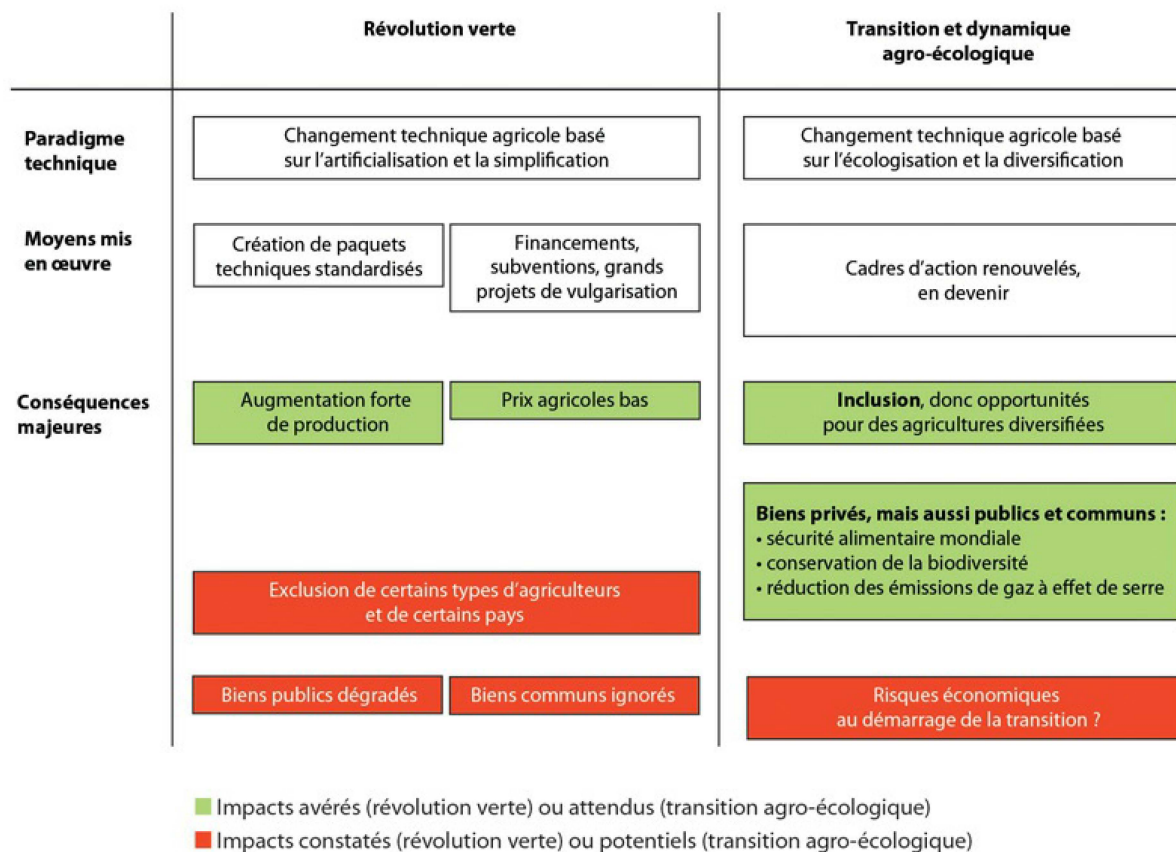 Révolution verte
Transition et dynamique
agro-écologique
Paradigme
technique
Changement technique agricole basé
sur l'artificialisation et la simplification
Changement technique agricole basé
sur l'écologisation et la diversification
Moyens mis
en œuvre
Création de paquets
techniques standardisés
Financements,
subventions, grands
projets de vulgarisation
Cadres d'action renouvelés,
en devenir
Conséquences
majeures
Augmentation forte
de production
Prix agricoles bas
Inclusion, donc opportunités
pour des agricultures diversifiées
Biens privés, mais aussi publics et communs :
• sécurité alimentaire mondiale
• conservation de la biodiversité
• réduction des émissions de gaz à effet de serre
Exclusion de certains types d'agriculteurs
et de certains pays
Biens publics dégradés
Biens communs ignorés
Risques économiques
au démarrage de la transition ?
Impacts avérés (révolution verte) ou attendus (transition agro-écologique)
Impacts constatés (révolution verte) ou potentiels (transition agro-écologique)